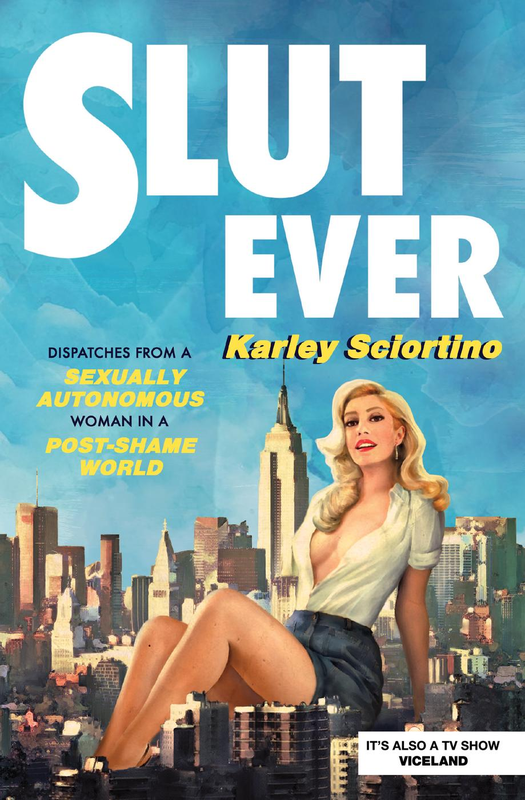 SLUT
EVER
Karley Sciortino
DISPATCHES FROM A
SEXUALLY
AUTONOMOUS
WOMAN IN A
POST-SHAME
WORLD
IT'S ALSO A TV SHOW
VICELAND